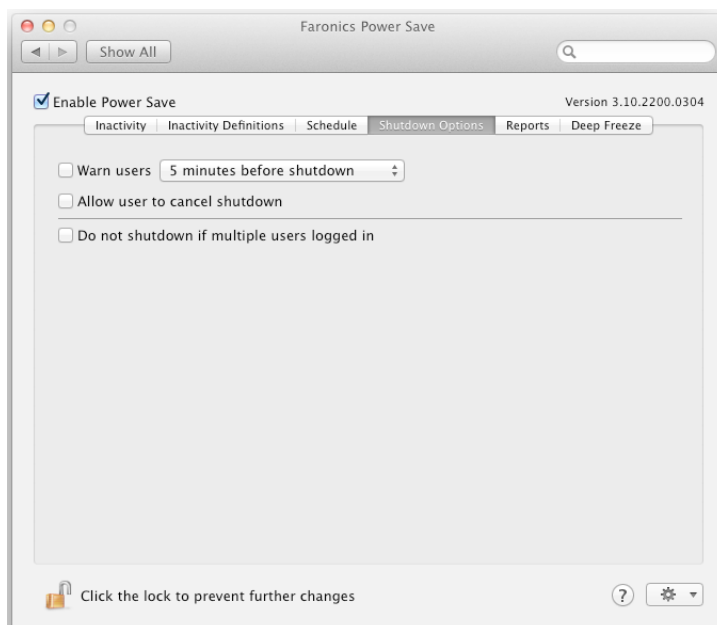 Faronics Power Save
Show All
Enable Power Save
Version 3.10.2200.0304
Inactivity
Inactivity Definitions
Schedule
Shutdown Options
Reports
Deep Freeze
Warn users
5 minutes before shutdown
Allow user to cancel shutdown
Do not shutdown if multiple users logged in
Click the lock to prevent further changes
?